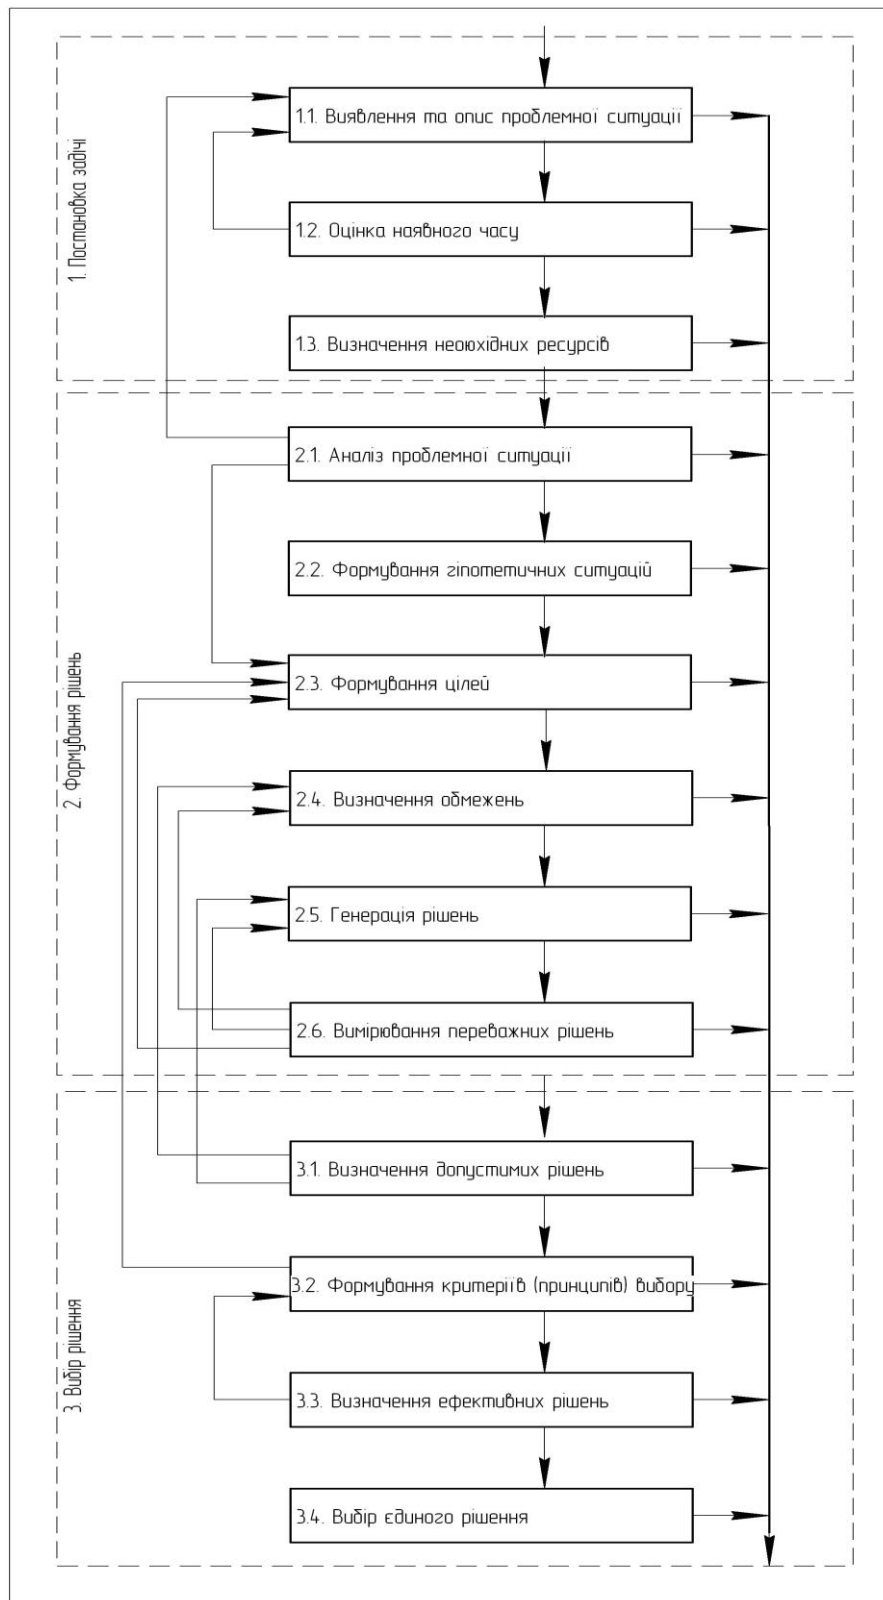 1. Постановка задічі
1.1. Виявлення та опис проблемної ситуації
1.2. Оцінка наявного часу
1.3. Визначення неоюхідних ресурсів
2. Формування рішень
2.1. Аналіз проблемної ситуації
2.2. Формування гіпотетичних ситуацій
2.3. Формування цілей
2.4. Визначення обмежень
2.5. Генерація рішень
2.6. Вимірювання переважних рішень
3. Вибір рішення
3.1. Визначення допустимих рішень
3.2. Формування критеріїв (принципів) вибору
3.3. Визначення ефективних рішень
3.4. Вибір єдиного рішення